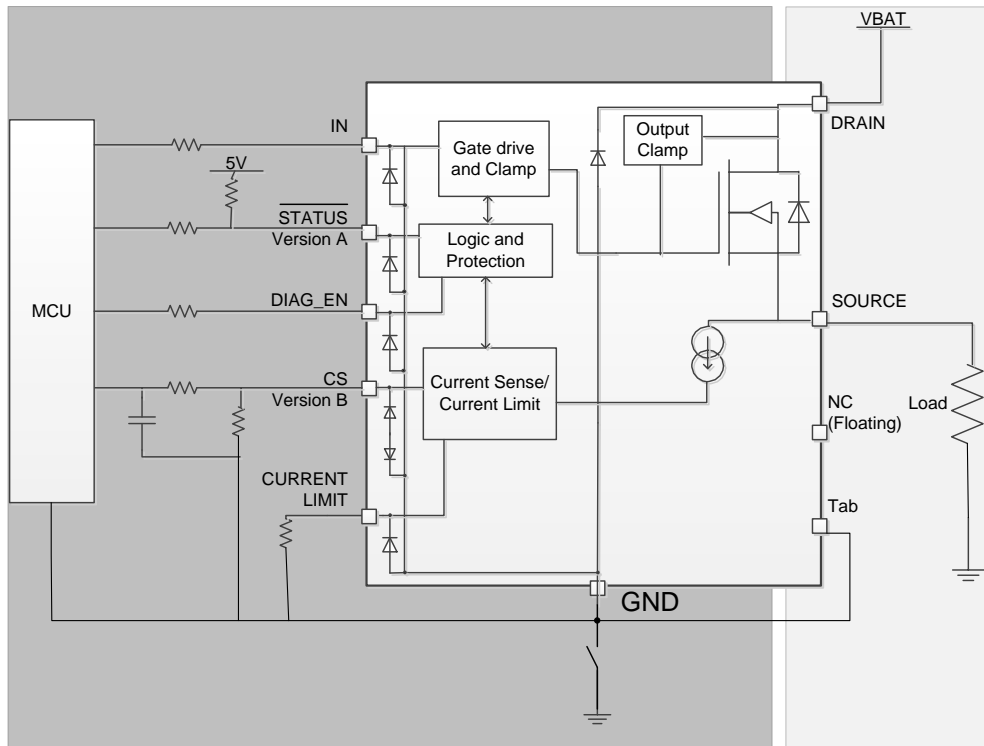 VBAT
IN
DRAIN
Gate drive
and Clamp
Output
Clamp
5V
STATUS
Version A
Logic and
Protection
MCU
DIAG_EN
SOURCE
CS
Version B
Current Sense/
Current Limit
NC
(Floating)
Load
CURRENT
LIMIT
Tab
GND